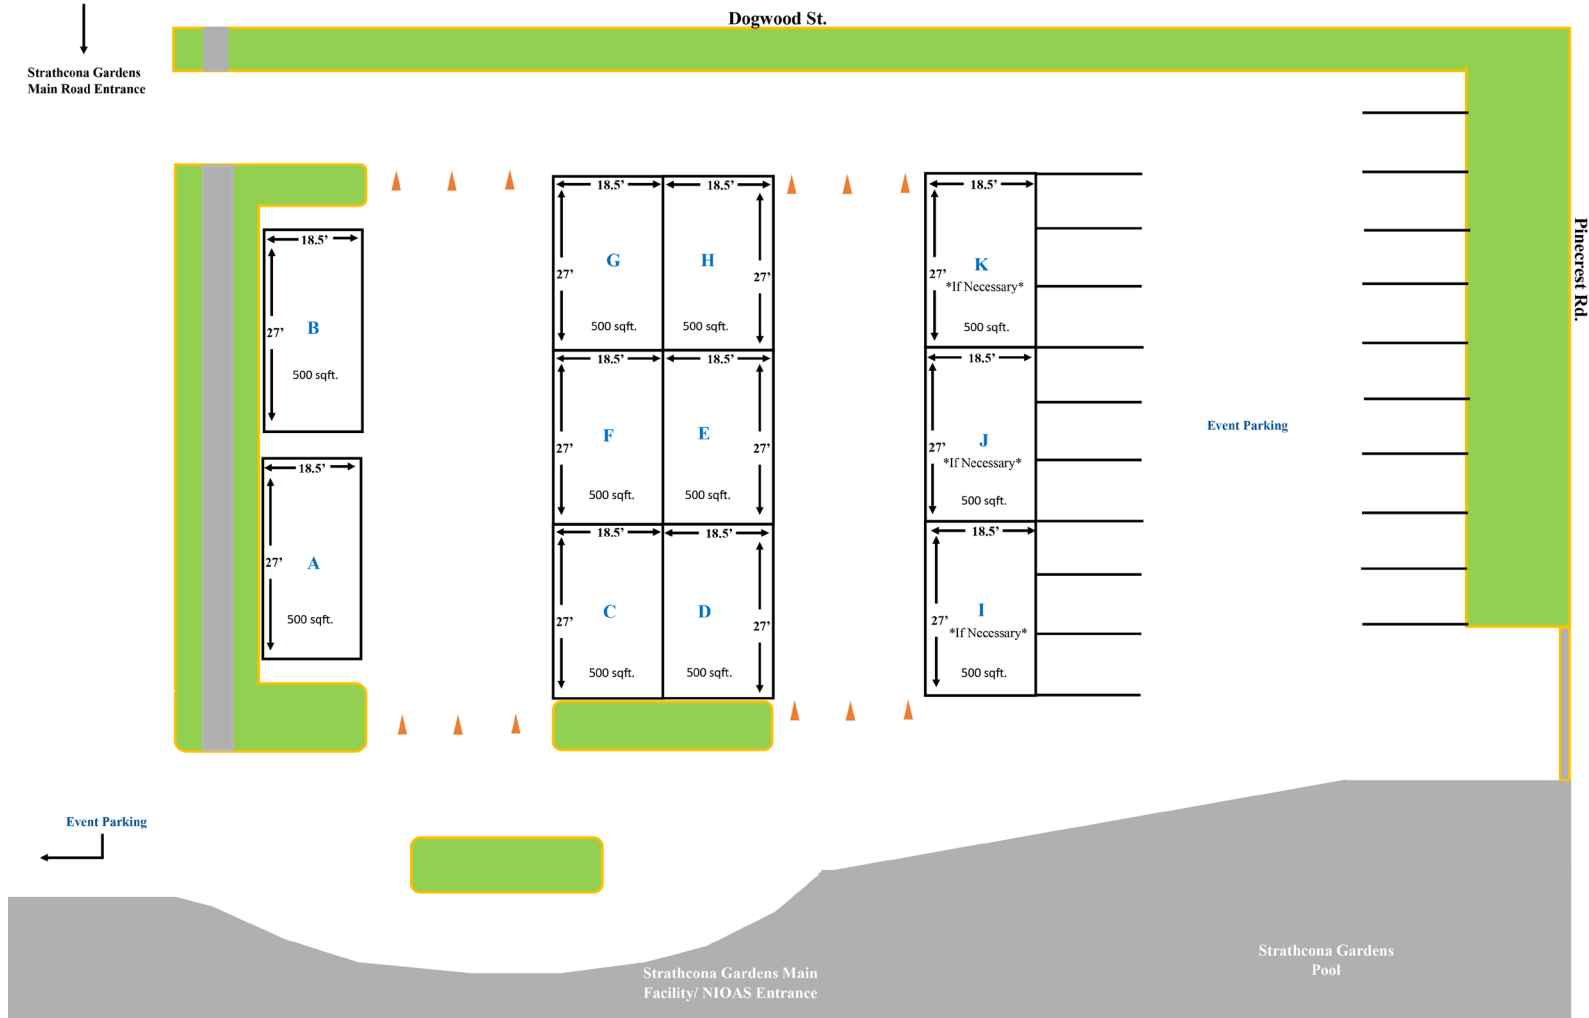 Dogwood St.
Strathcona Gardens
Main Road Entrance
Pinecrest Rd.
18.5’
27’
B
500 sqft.
18.5’
27’
A
500 sqft.
18.5’
27’
G
500 sqft.
18.5’
27’
H
500 sqft.
18.5’
27’
F
500 sqft.
18.5’
27’
E
500 sqft.
18.5’
27’
C
500 sqft.
18.5’
27’
D
500 sqft.
18.5’
27’
K
*If Necessary*
500 sqft.
18.5’
27’
J
*If Necessary*
500 sqft.
18.5’
27’
I
*If Necessary*
500 sqft.
Event Parking
Event Parking
Strathcona Gardens Main
Facility/ NIOAS Entrance
Strathcona Gardens
Pool